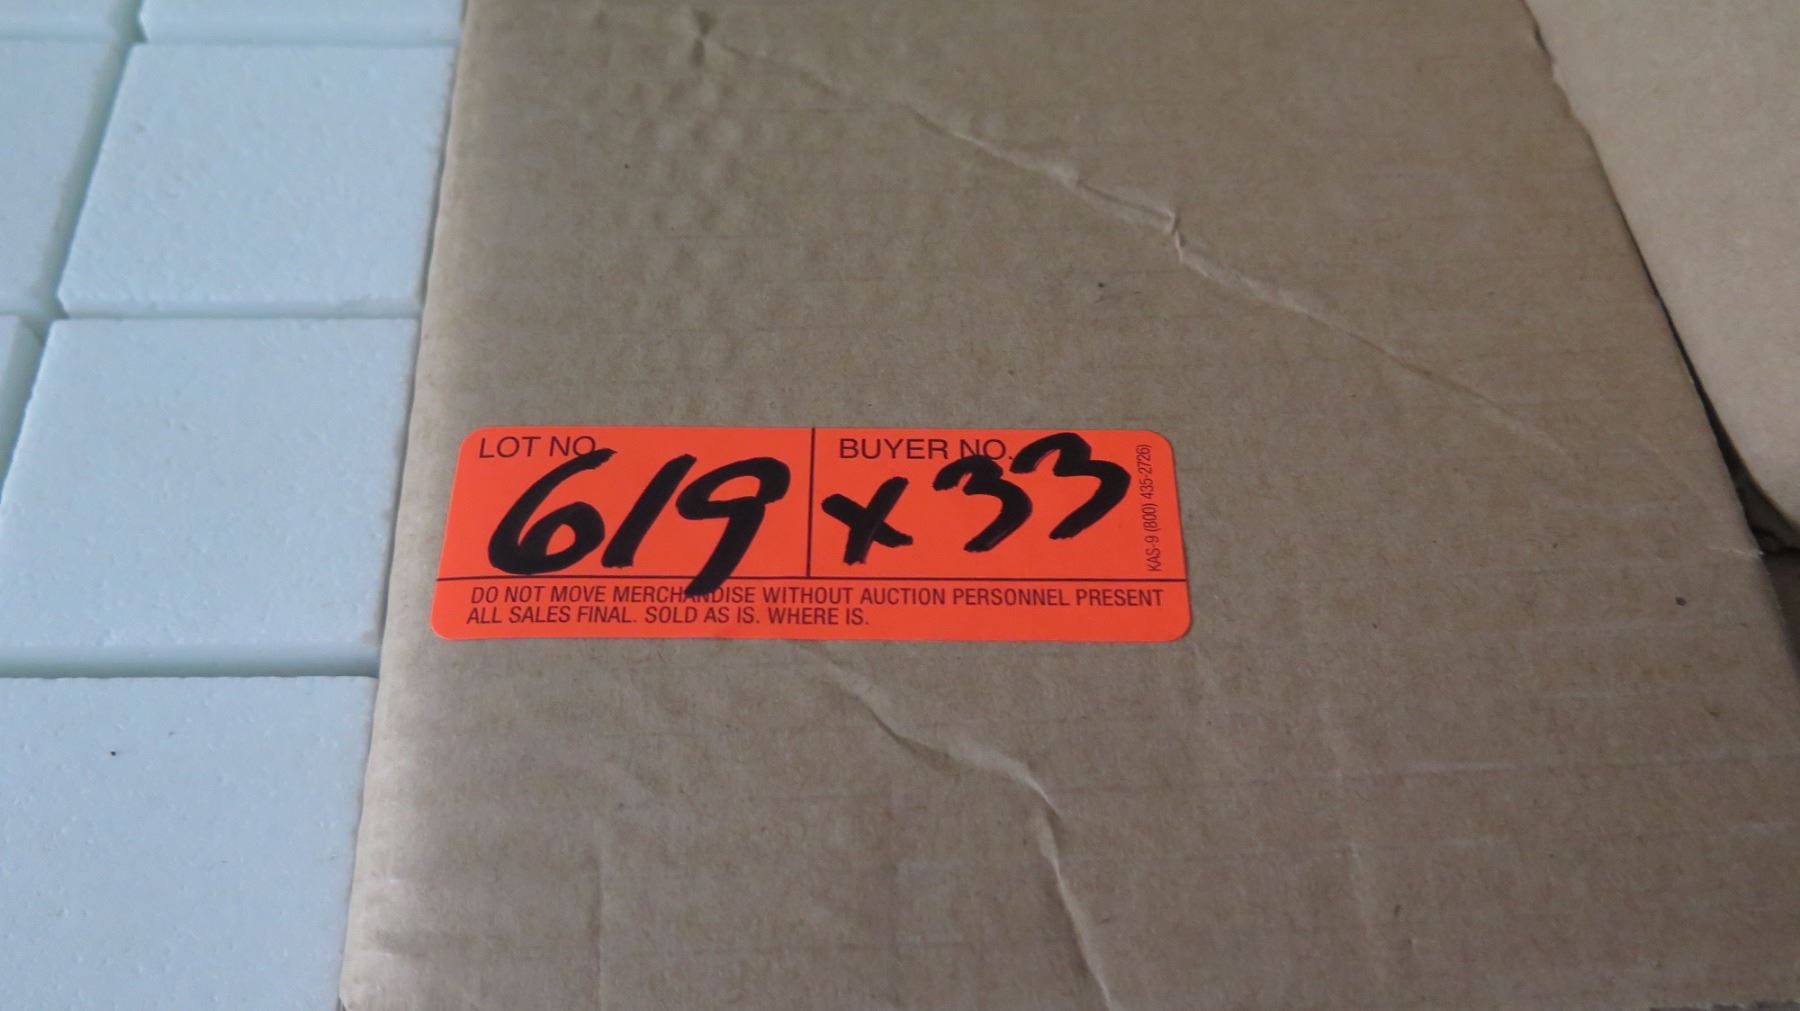 LOT NO.
619
BUYER NO.
x 33
KAS-9 (800) 435-2726)
DO NOT MOVE MERCHANDISE WITHOUT AUCTION PERSONNEL PRESENT
ALL SALES FINAL. SOLD AS IS. WHERE IS.